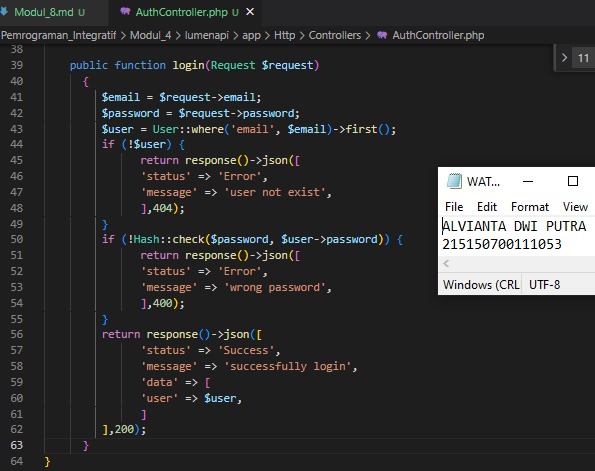 Modul_8.md U
AuthController.php U
Pemrograman_Integratif > Modul_4 > lumenapi > app > Http > Controllers > AuthController.php
38
39 public function login(Request $request)
40 {
41 $email = $request->email;
42 $password = $request->password;
43 $user = User::where('email', $email)->first();
44 if (!$user) {
45 return response()->json([
46 'status' => 'Error',
47 'message' => 'user not exist',
48 ],404);
49 }
50 if (!Hash::check($password, $user->password)) {
51 return response()->json([
52 'status' => 'Error',
53 'message' => 'wrong password',
54 ],400);
55 }
56 return response()->json([
57 'status' => 'Success',
58 'message' => 'successfully login',
59 'data' => [
60 'user' => $user,
61 ]
62 ],200);
63 }
64 }
> 11
WAT...
File Edit Format View
ALVIANTA DWI PUTRA
215150700111053
Windows (CRL UTF-8